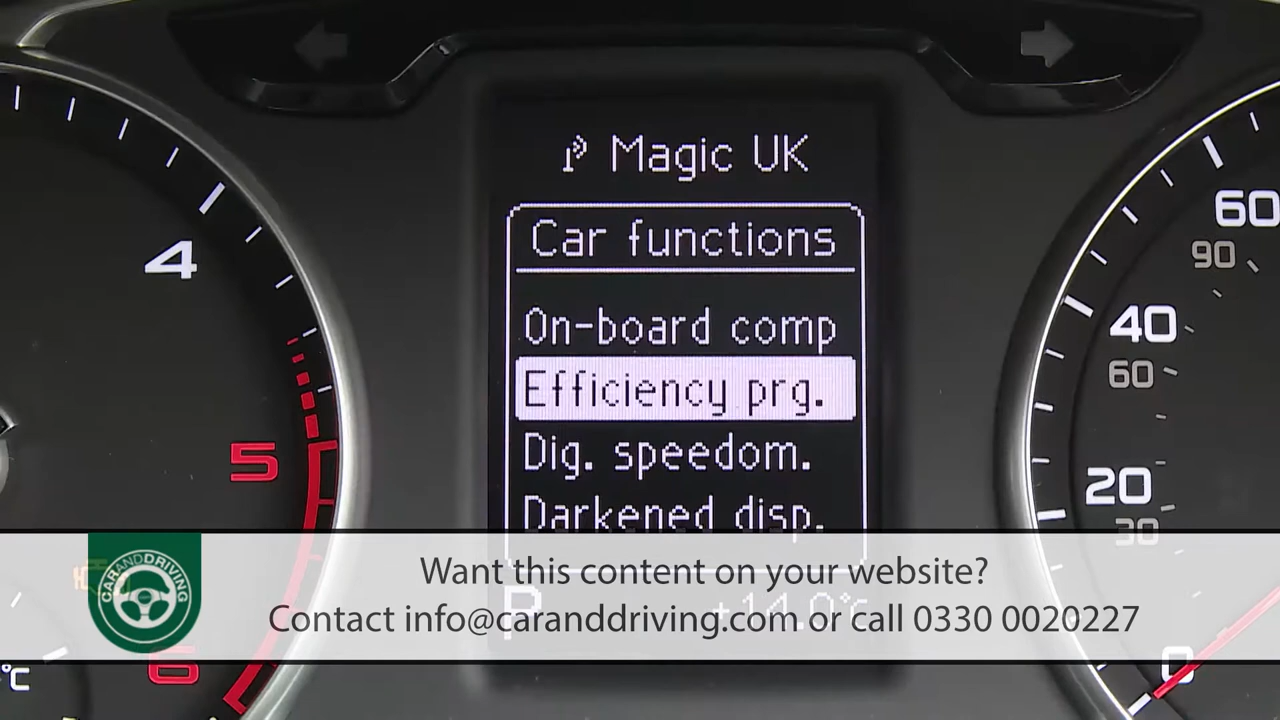 Magic UK
Car functions
On-board comp
Efficiency prg.
Dig. speedom.
Darkened disp.
4
5
6
60
90
40
60
20
30
0
P
+14.0°C
°C
CARANDDRIVING
Want this content on your website?
Contact info@caranddriving.com or call 0330 0020227